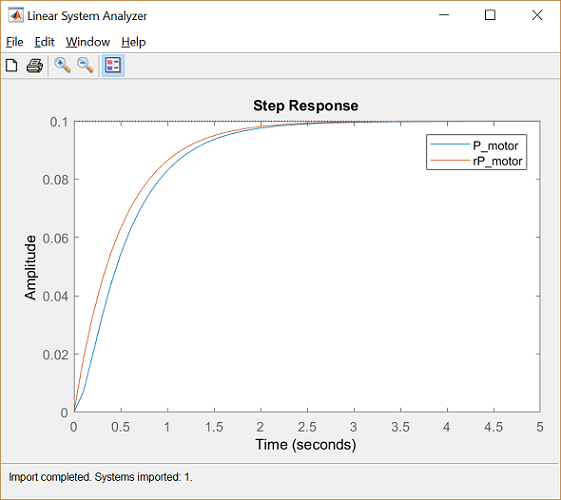 Linear System Analyzer
File Edit Window Help
Step Response
P_motor
rP_motor
Amplitude
0.1
0.08
0.06
0.04
0.02
0
0 0.5 1 1.5 2 2.5 3 3.5 4 4.5 5
Time (seconds)
Import completed. Systems imported: 1.